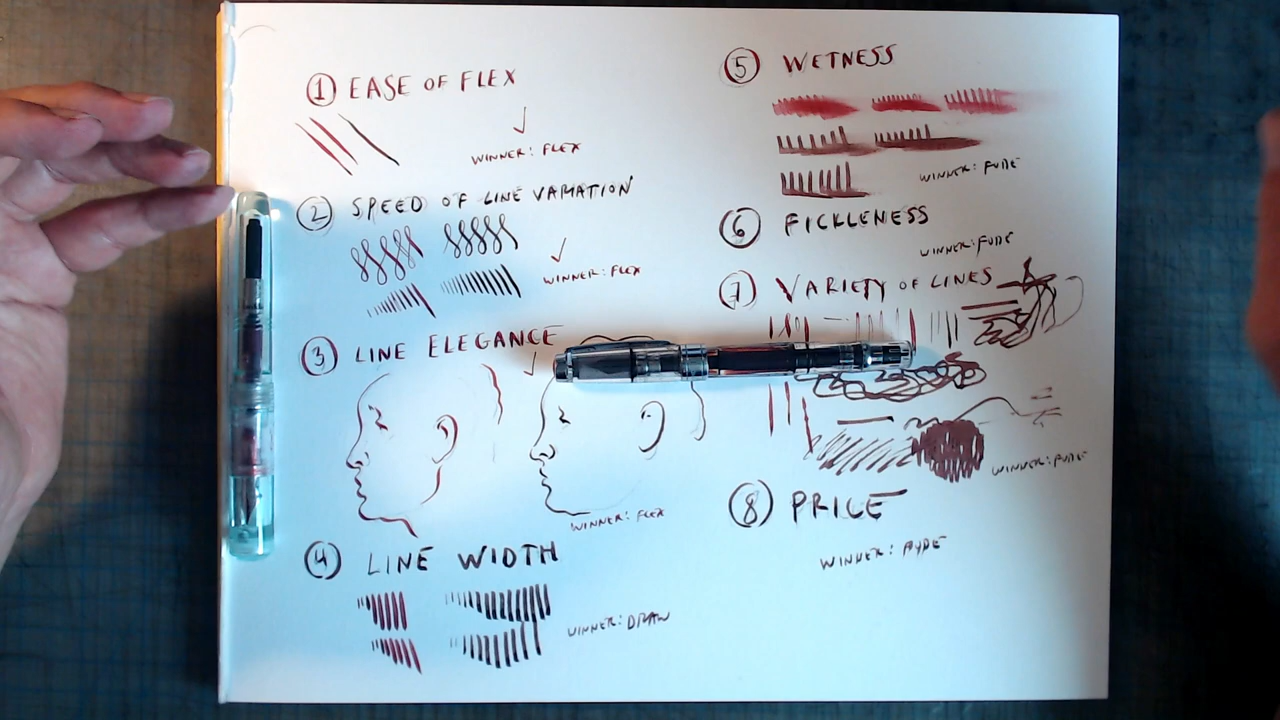 1 EASE OF FLEX
WINNER: FLEX
2 SPEED OF LINE VARIATION
WINNER: FLEX
3 LINE ELEGANCE
WINNER: FLEX
4 LINE WIDTH
WINNER: DRAW
5 WETNESS
WINNER: FUDE
6 FICKLENESS
WINNER: FUDE
7 VARIETY OF LINES
WINNER: FUDE
8 PRICE
WINNER: FUDE